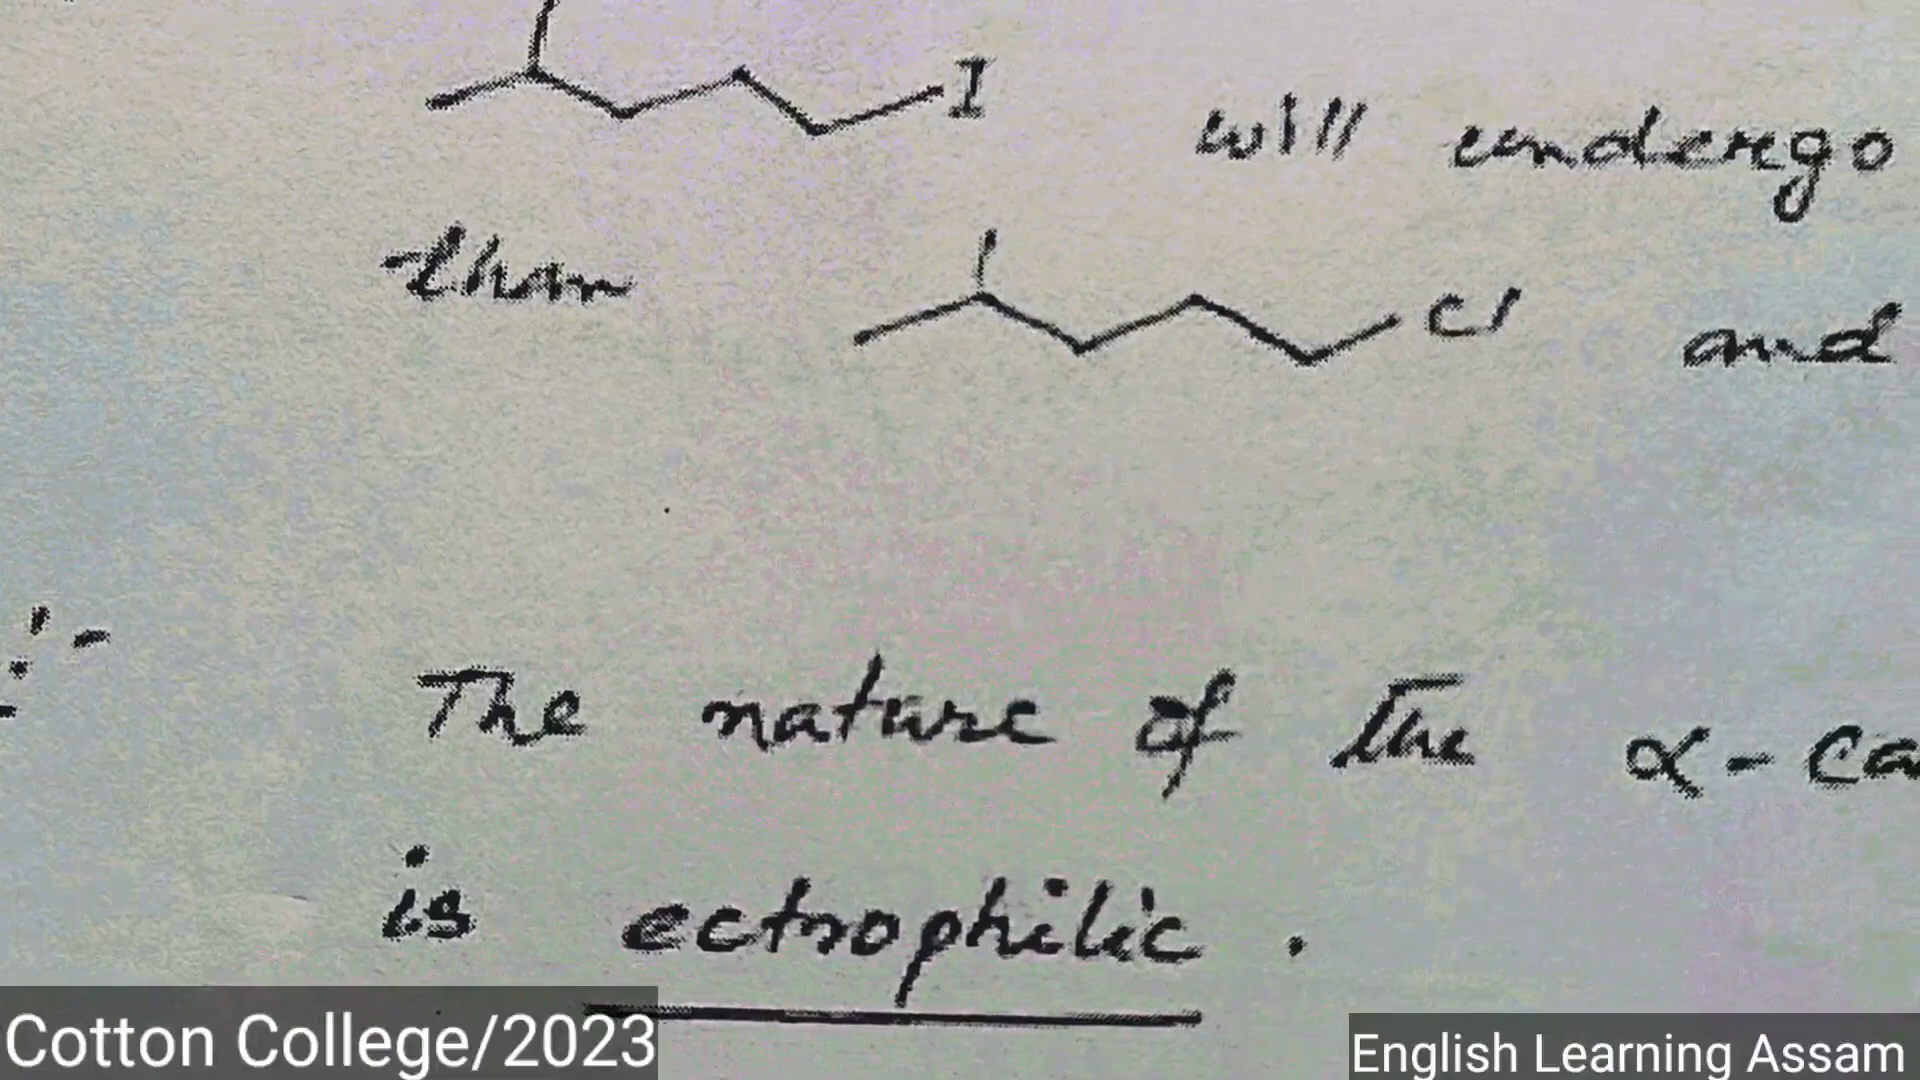 I will undergo
than Cl and
:-
The nature of the α-ca
is ectrophilic .
Cotton College/2023
English Learning Assam